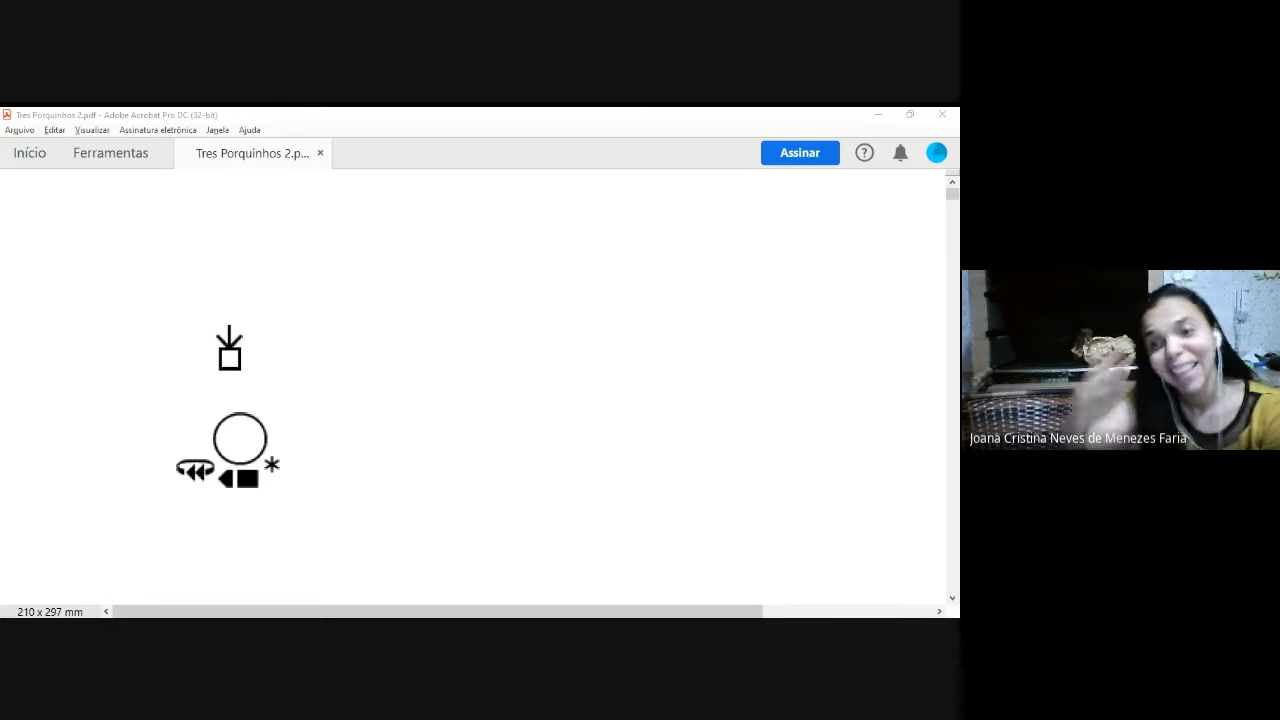 Tres Porquinhos 2.pdf - Adobe Acrobat Pro DC (32-bit)
Arquivo Editar Visualizar Assinatura eletrônica Janela Ajuda
Início Ferramentas Tres Porquinhos 2.p... × Assinar
Joana Cristina Neves de Menezes Faria
210 x 297 mm